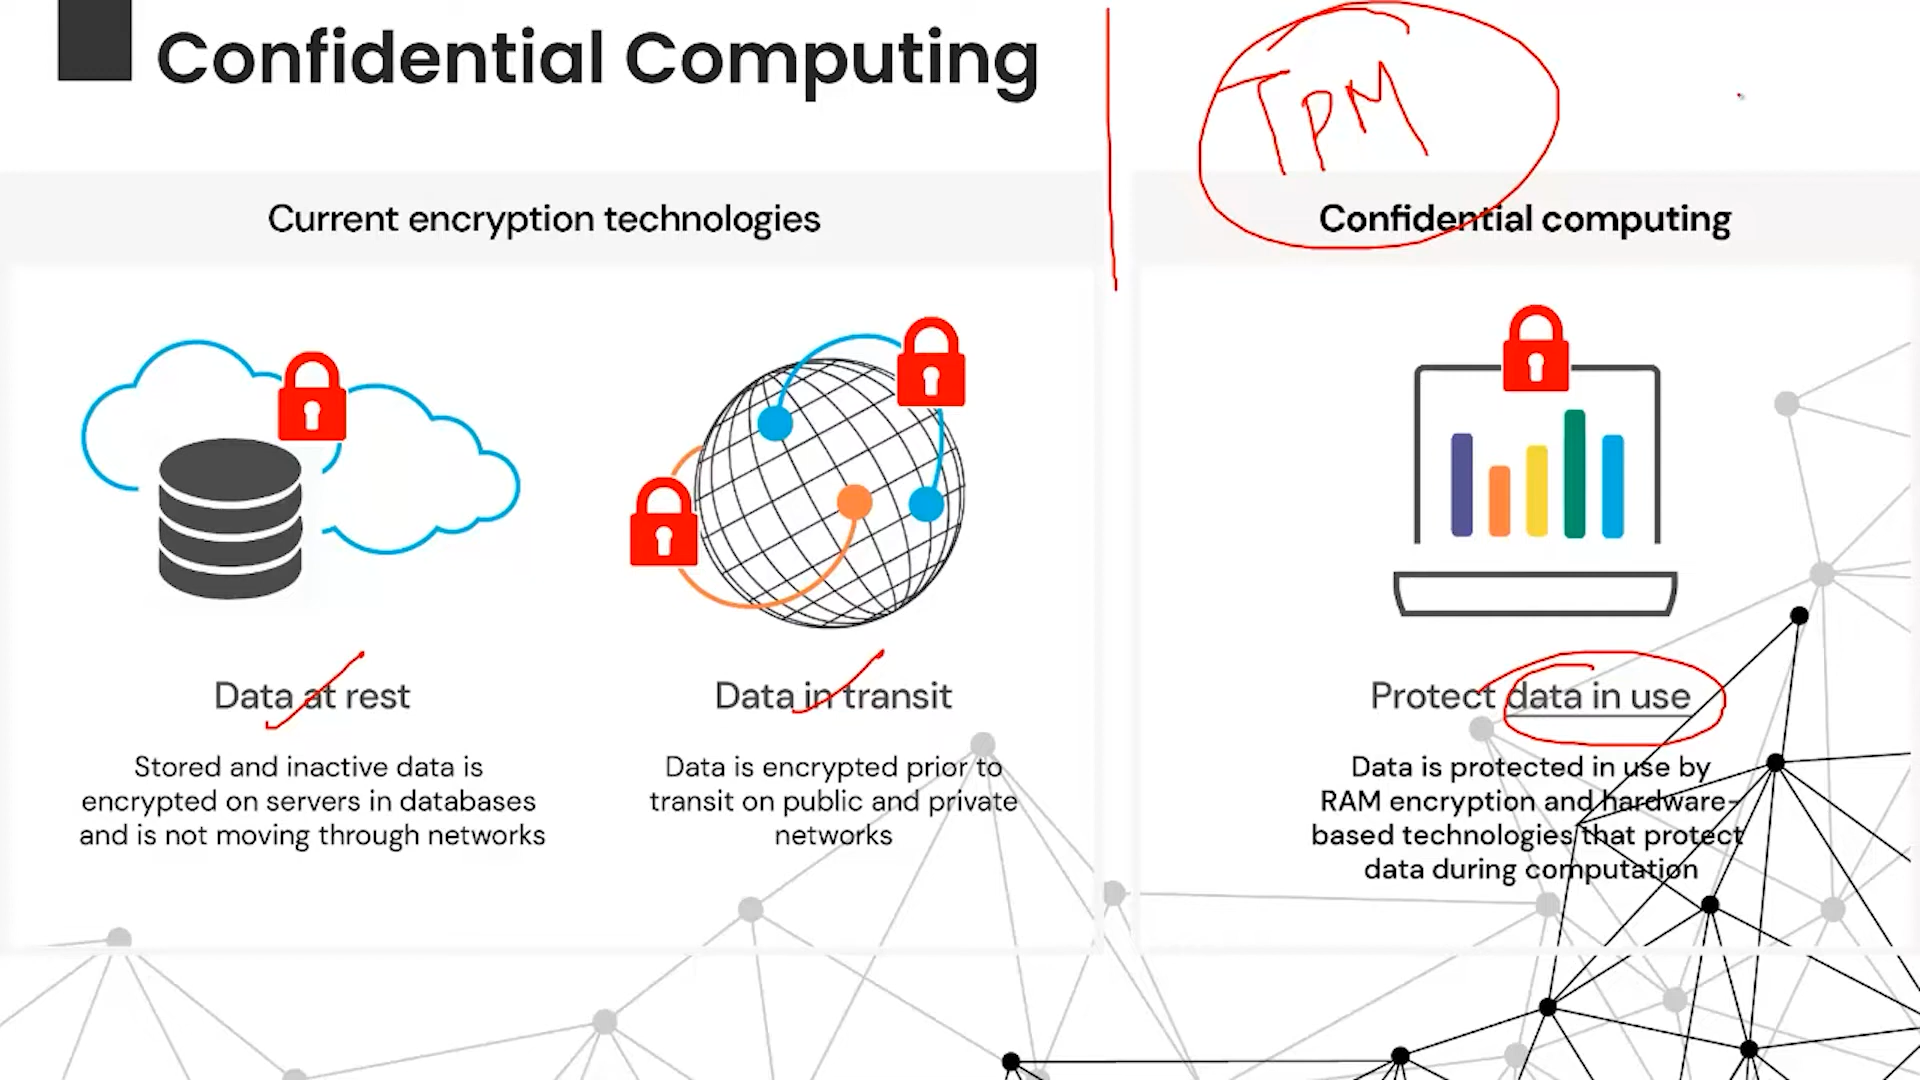 Confidential Computing
TPM
Current encryption technologies
Confidential computing
Data at rest
Stored and inactive data is
encrypted on servers in databases
and is not moving through networks
Data in transit
Data is encrypted prior to
transit on public and private
networks
Protect data in use
Data is protected in use by
RAM encryption and hardware-
based technologies that protect
data during computation